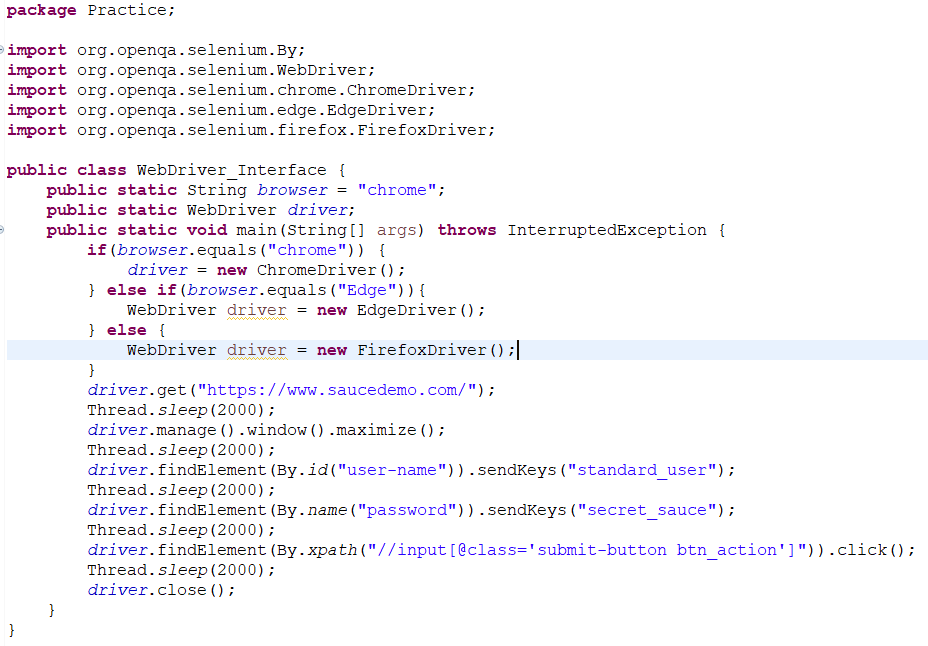 package Practice;
import org.openqa.selenium.By;
import org.openqa.selenium.WebDriver;
import org.openqa.selenium.chrome.ChromeDriver;
import org.openqa.selenium.edge.EdgeDriver;
import org.openqa.selenium.firefox.FirefoxDriver;
public class WebDriver_Interface {
    public static String browser = "chrome";
    public static WebDriver driver;
    public static void main(String[] args) throws InterruptedException {
        if(browser.equals("chrome")) {
            driver = new ChromeDriver();
        } else if(browser.equals("Edge")){
            WebDriver driver = new EdgeDriver();
        } else {
            WebDriver driver = new FirefoxDriver();
        }
        driver.get("https://www.saucedemo.com/");
        Thread.sleep(2000);
        driver.manage().window().maximize();
        Thread.sleep(2000);
        driver.findElement(By.id("user-name")).sendKeys("standard_user");
        Thread.sleep(2000);
        driver.findElement(By.name("password")).sendKeys("secret_sauce");
        Thread.sleep(2000);
        driver.findElement(By.xpath("//input[@class='submit-button btn_action']")).click();
        Thread.sleep(2000);
        driver.close();
    }
}